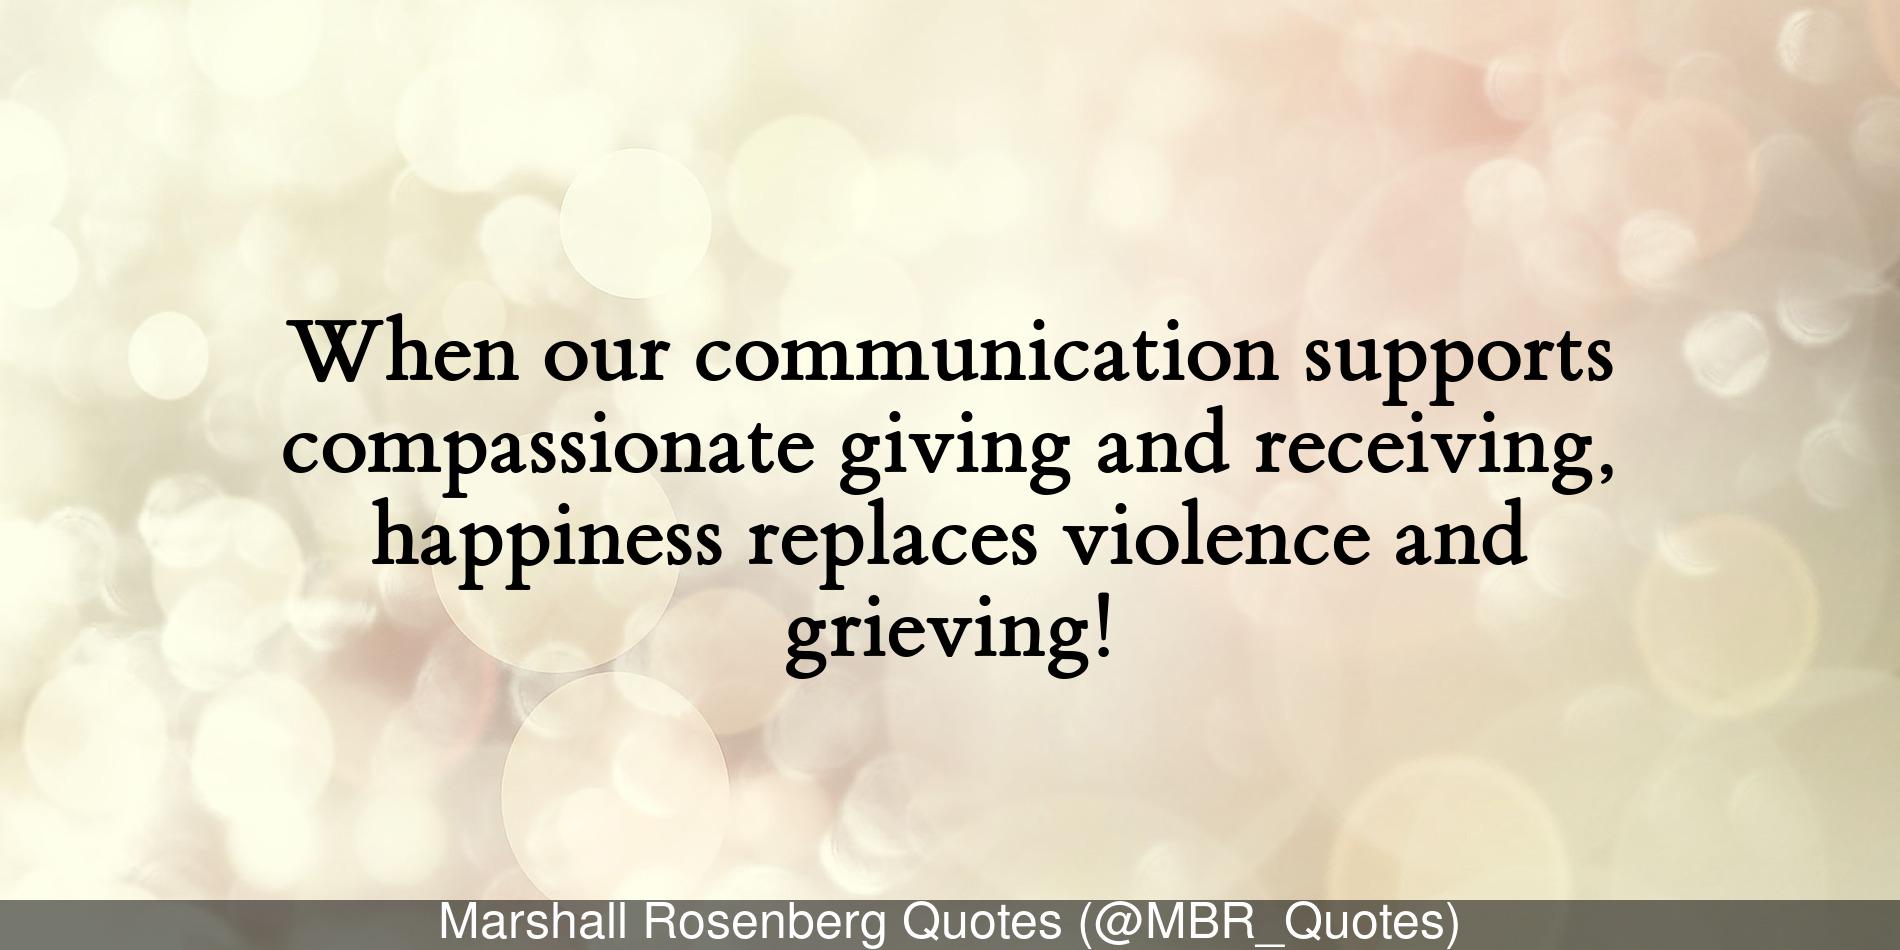 When our communication supports
compassionate giving and receiving,
happiness replaces violence and
grieving!
Marshall Rosenberg Quotes (@MBR_Quotes)